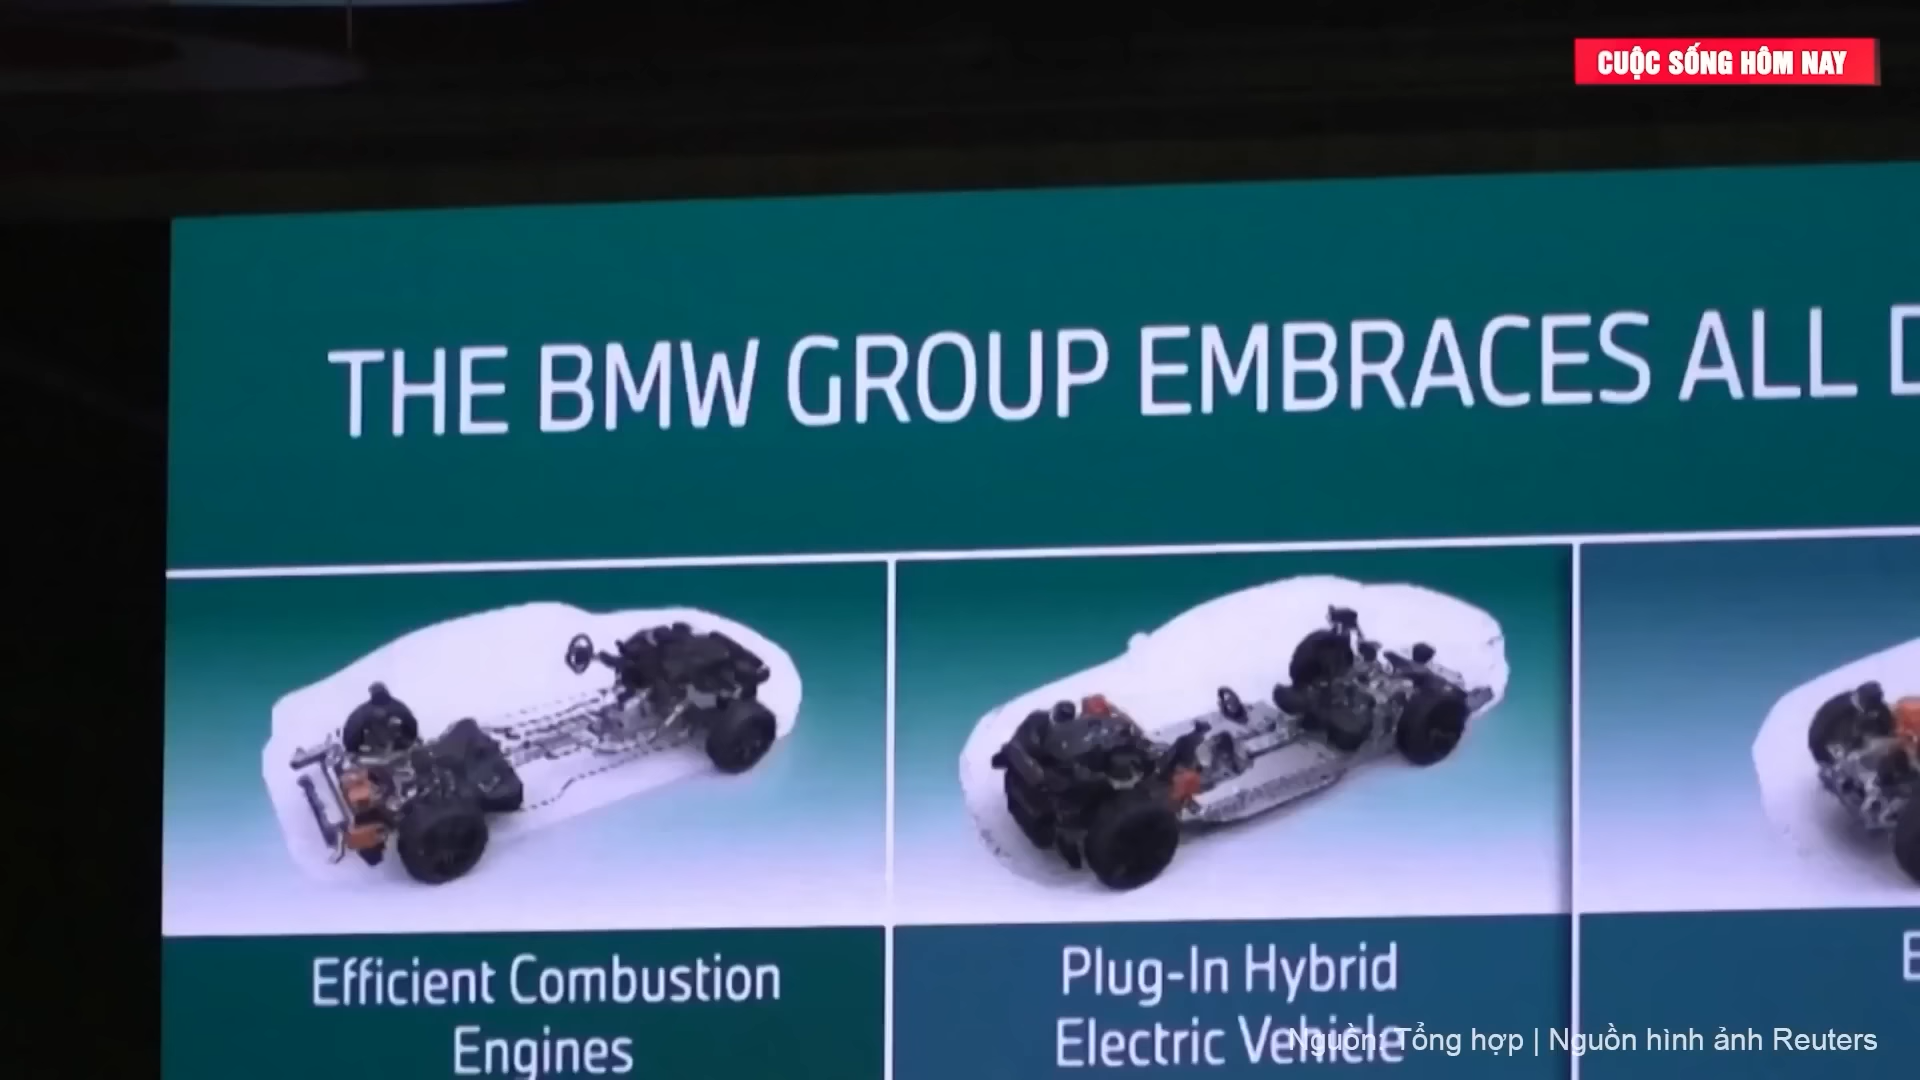 CUỘC SỐNG HÔM NAY
THE BMW GROUP EMBRACES ALL
Efficient Combustion
Engines
Plug-In Hybrid
Electric Vehicle
Nguồn: Tổng hợp | Nguồn hình ảnh Reuters